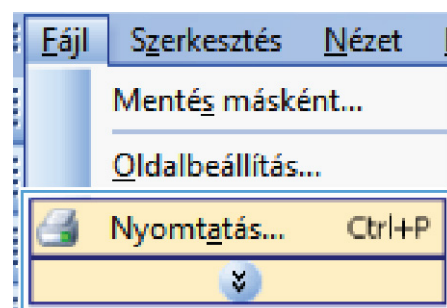 Fájl Szerkesztés Nézet
Mentés másként...
Oldalbeállítás...
Nyomtatás... Ctrl+P